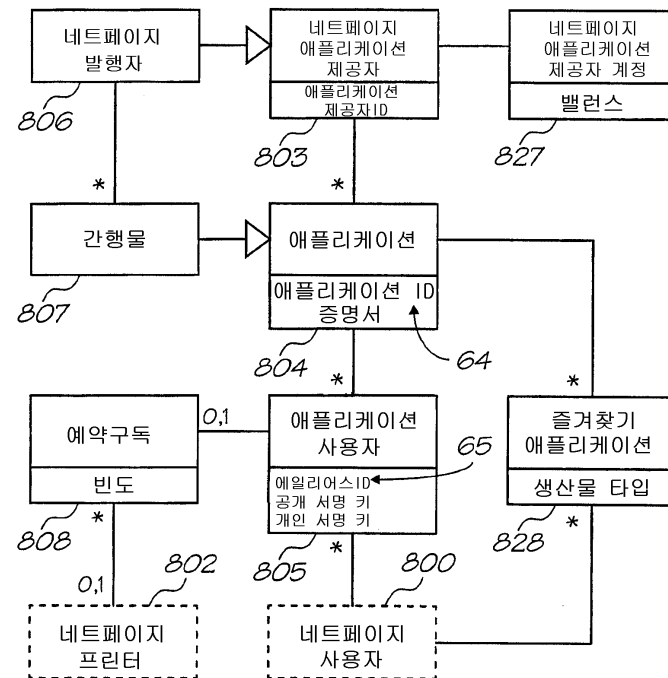 네트페이지
발행자
806
네트페이지
애플리케이션
제공자
애플리케이션
제공자ID
803
네트페이지
애플리케이션
제공자 계정
밸런스
827
*
*
간행물
807
애플리케이션
애플리케이션 ID
증명서
804
64
*
*
예약구독
빈도
808
0,1
애플리케이션
사용자
에일리어스ID
공개 서명 키
개인 서명 키
805
65
즐겨찾기
애플리케이션
생산물 타입
828
*
*
*
0,1
802
800
네트페이지
프린터
네트페이지
사용자